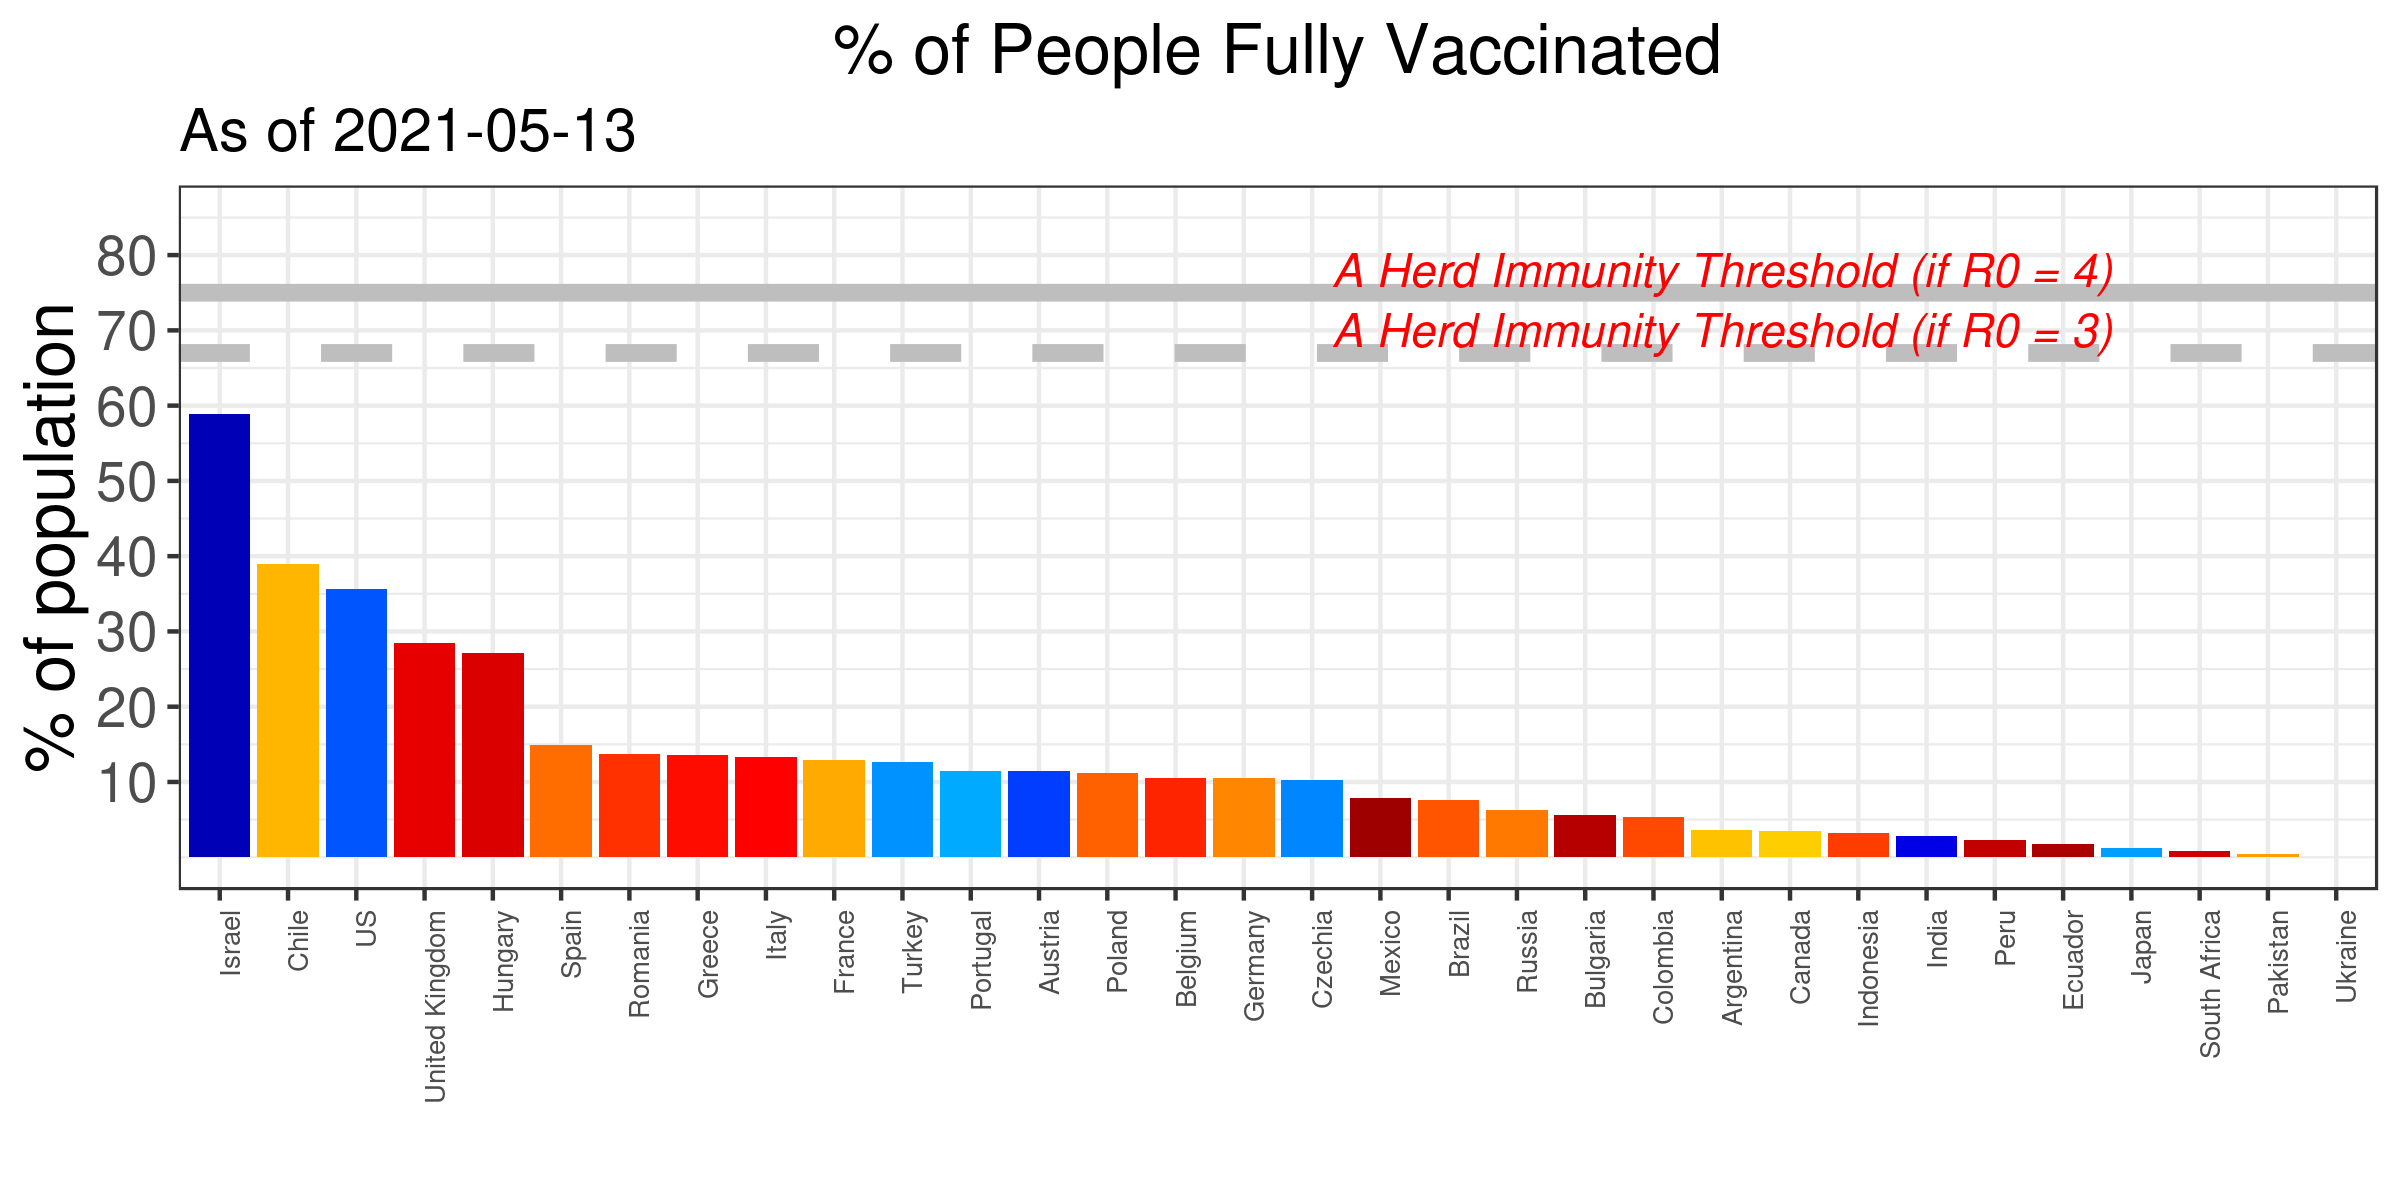 % of People Fully Vaccinated
As of 2021-05-13
% of population
80
70
60
50
40
30
20
10
A Herd Immunity Threshold (if R0 = 4)
A Herd Immunity Threshold (if R0 = 3)
Israel
Chile
US
United Kingdom
Hungary
Spain
Romania
Greece
Italy
France
Turkey
Portugal
Austria
Poland
Belgium
Germany
Czechia
Mexico
Brazil
Russia
Bulgaria
Colombia
Argentina
Canada
Indonesia
India
Peru
Ecuador
Japan
South Africa
Pakistan
Ukraine